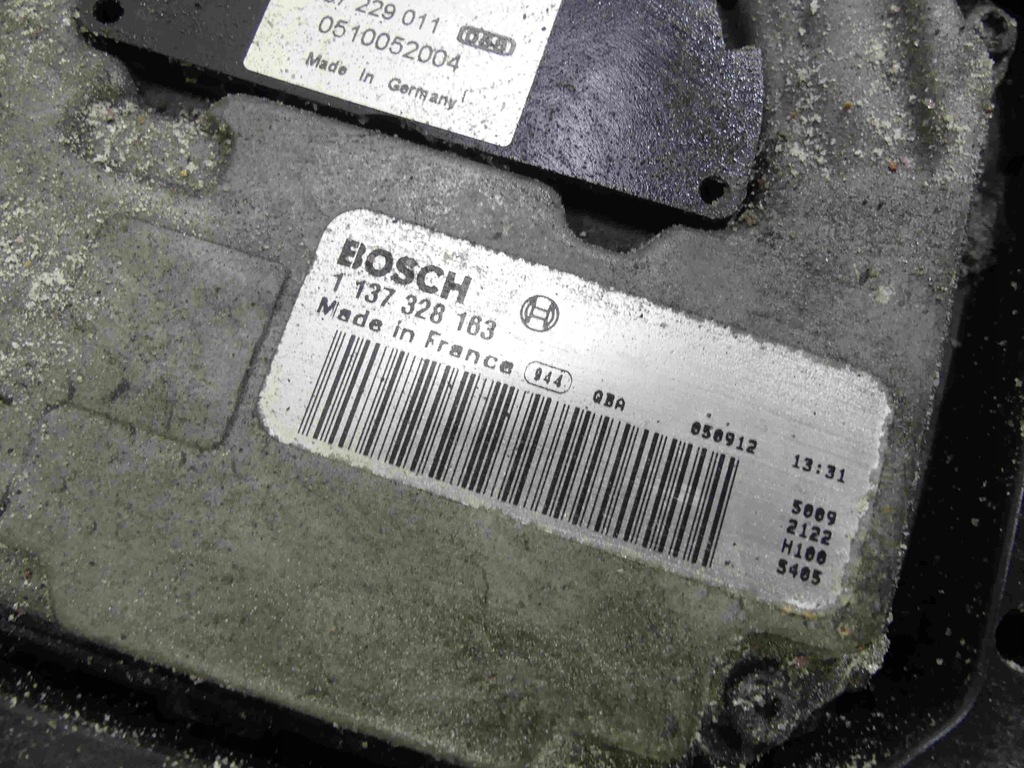 7 229 011
0510052004
Made in Germany
BOSCH
1 137 328 163
Made in France 944 QBA
050912 13:31
5009
2122
H100
5405